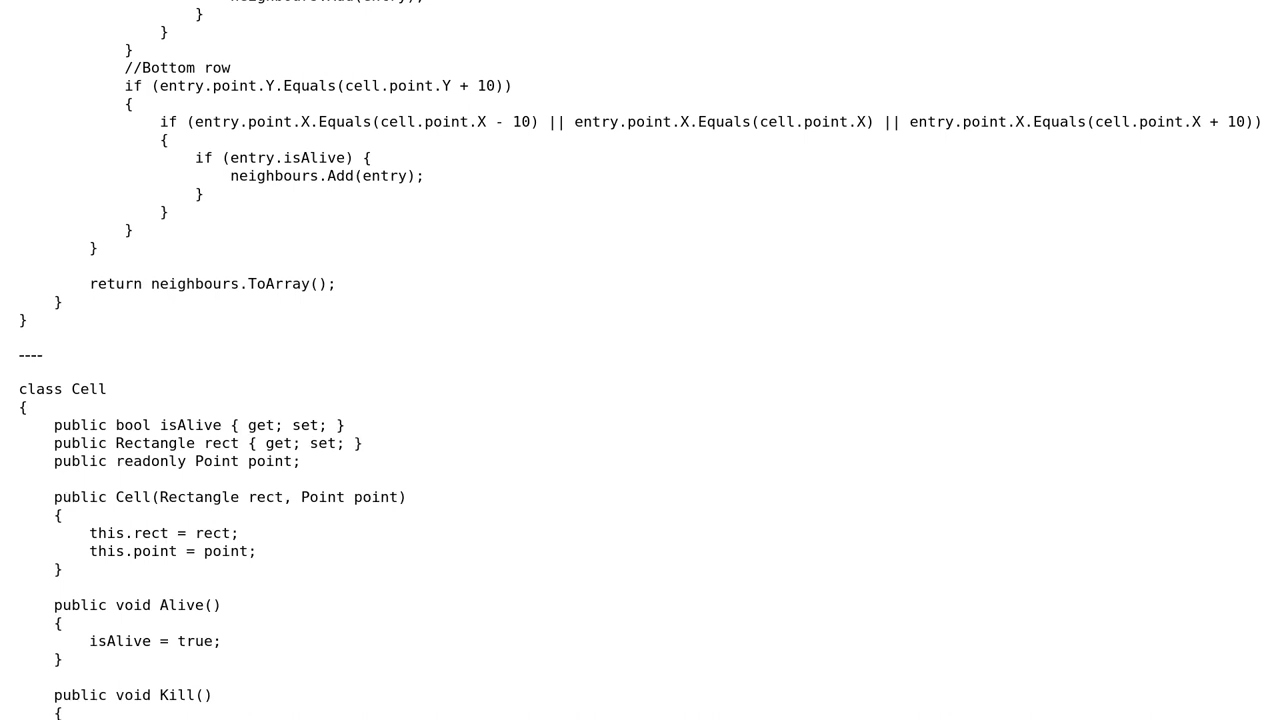 neighbours.Add(entry);
                    }
                }
            }
            //Bottom row
            if (entry.point.Y.Equals(cell.point.Y + 10))
            {
                if (entry.point.X.Equals(cell.point.X - 10) || entry.point.X.Equals(cell.point.X) || entry.point.X.Equals(cell.point.X + 10))
                {
                    if (entry.isAlive) {
                        neighbours.Add(entry);
                    }
                }
            }
        }

        return neighbours.ToArray();
    }
}

----

class Cell
{
    public bool isAlive { get; set; }
    public Rectangle rect { get; set; }
    public readonly Point point;

    public Cell(Rectangle rect, Point point)
    {
        this.rect = rect;
        this.point = point;
    }

    public void Alive()
    {
        isAlive = true;
    }

    public void Kill()
    {